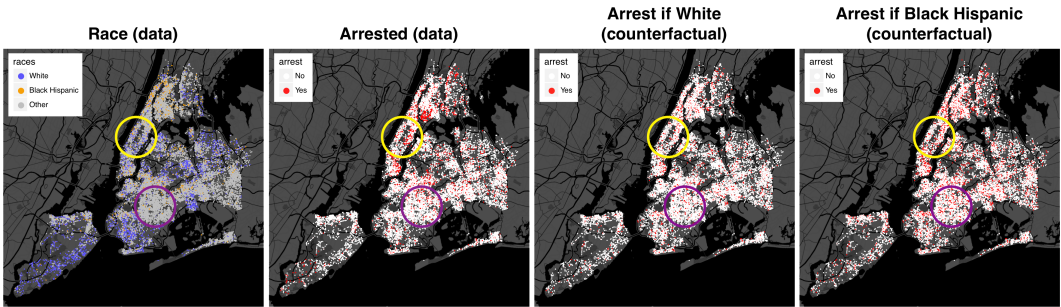 Race (data)
races
White
Black Hispanic
Other
Arrested (data)
arrest
No
Yes
Arrest if White
(counterfactual)
arrest
No
Yes
Arrest if Black Hispanic
(counterfactual)
arrest
No
Yes